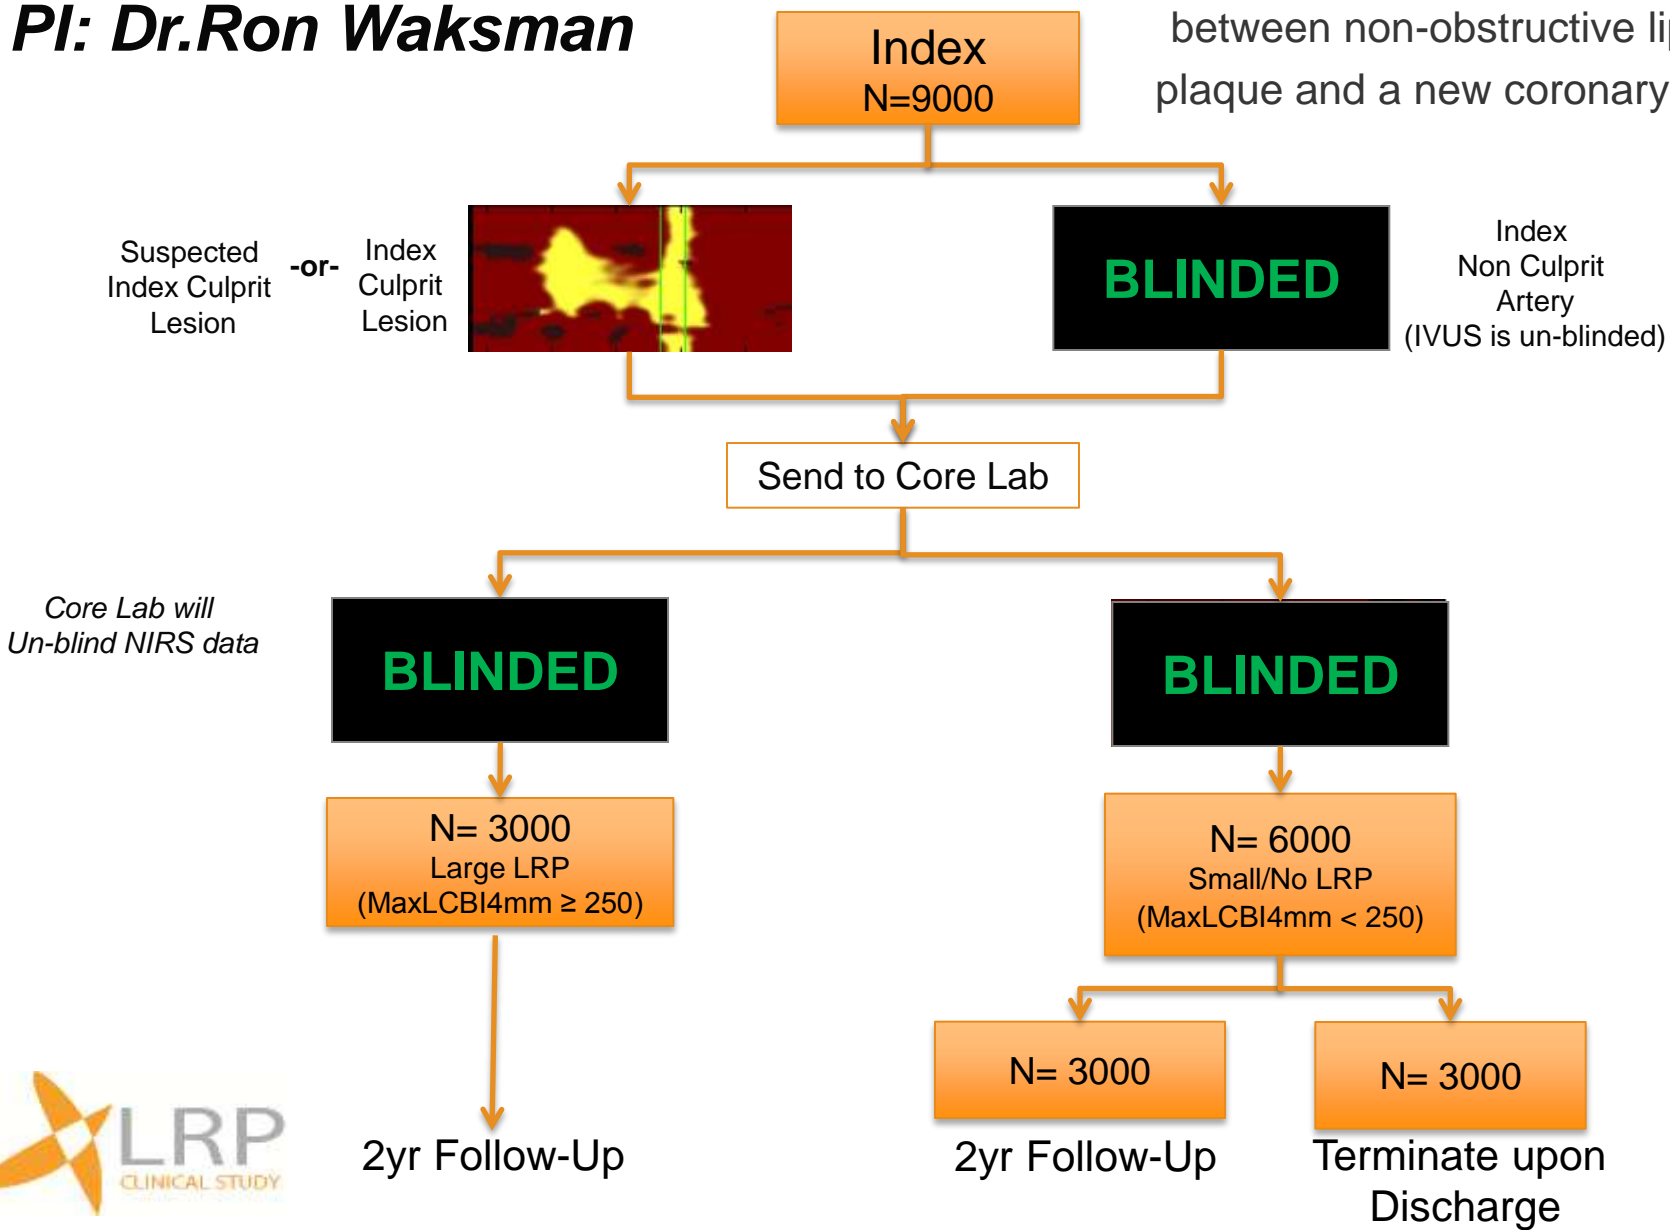 PI: Dr.Ron Waksman
between non-obstructive
plaque and a new coronary
Index
N=9000
Suspected
Index Culprit
Lesion
-or-
Index
Culprit
Lesion
BLINDED
Index
Non Culprit
Artery
(IVUS is un-blinded)
Send to Core Lab
Core Lab will
Un-blind NIRS data
BLINDED
BLINDED
N= 3000
Large LRP
(MaxLCBI4mm ≥ 250)
N= 6000
Small/No LRP
(MaxLCBI4mm < 250)
N= 3000
N= 3000
2yr Follow-Up
2yr Follow-Up
Terminate upon
Discharge
LRP
CLINICAL STUDY